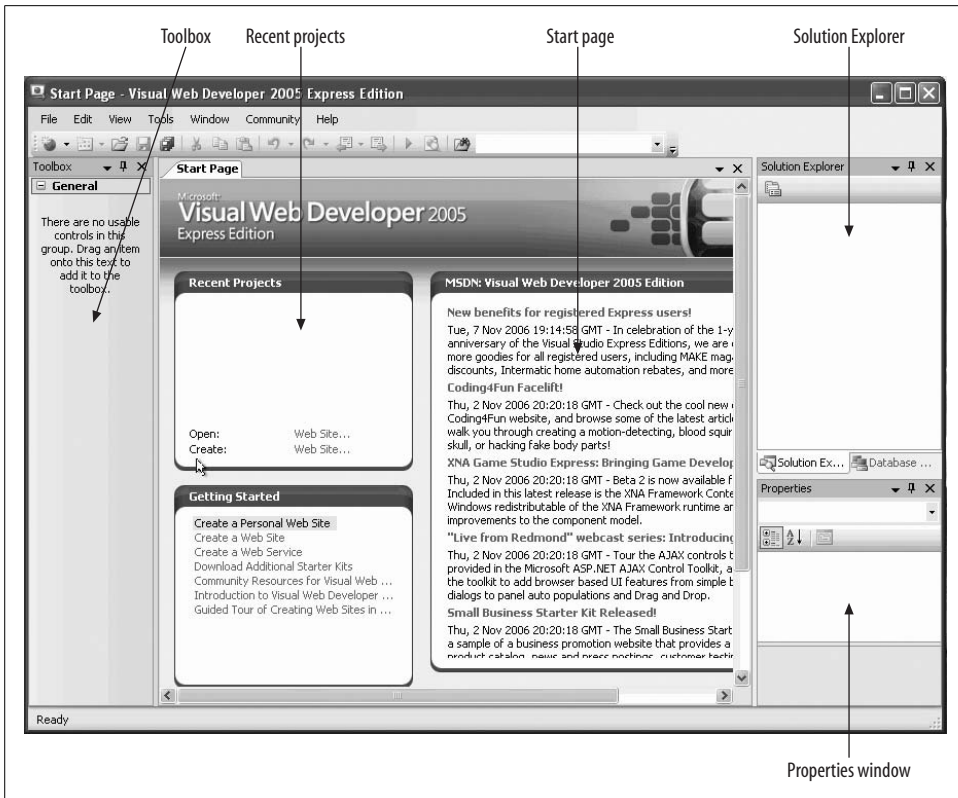 Toolbox
Recent projects
Start page
Solution Explorer
Start Page - Visual Web Developer 2005 Express Edition
File Edit View Tools Window Community Help
Toolbox
General
There are no usable
controls in this
group. Drag an item
onto this text to
add it to the
toolbox.
Start Page
Microsoft
Visual Web Developer 2005
Express Edition
Recent Projects
Open: Web Site...
Create: Web Site...
Getting Started
Create a Personal Web Site
Create a Web Site
Create a Web Service
Download Additional Starter Kits
Community Resources for Visual Web ...
Introduction to Visual Web Developer ...
Guided Tour of Creating Web Sites in ...
MSDN: Visual Web Developer 2005 Edition
New benefits for registered Express users!
Tue, 7 Nov 2006 19:14:58 GMT - In celebration of the 1-y
anniversary of the Visual Studio Express Editions, we are
more goodies for all registered users, including MAKE mag
discounts, Intermatic home automation rebates, and more
Coding4Fun Facelift!
Thu, 2 Nov 2006 20:20:18 GMT - Check out the cool new
Coding4Fun website, and browse some of the latest article
walk you through creating a motion-detecting, blood squir
skull, or hacking fake body parts!
XNA Game Studio Express: Bringing Game Develop
Thu, 2 Nov 2006 20:20:18 GMT - Beta 2 is now available f
Included in this latest release is the XNA Framework Conte
Windows redistributable of the XNA Framework runtime ar
improvements to the component model.
"Live from Redmond" webcast series: Introducing
Thu, 2 Nov 2006 20:20:18 GMT - Tour the AJAX controls t
provided in the Microsoft ASP.NET AJAX Control Toolkit, a
the toolkit to add browser based UI features from simple b
dialogs to panel auto populations and Drag and Drop.
Small Business Starter Kit Released!
Thu, 2 Nov 2006 20:20:18 GMT - The Small Business Start
a sample of a business promotion website that provides a
product catalog, news and press postings, customer testi
Solution Explorer
Solution Ex... Database ...
Properties
Ready
Properties window